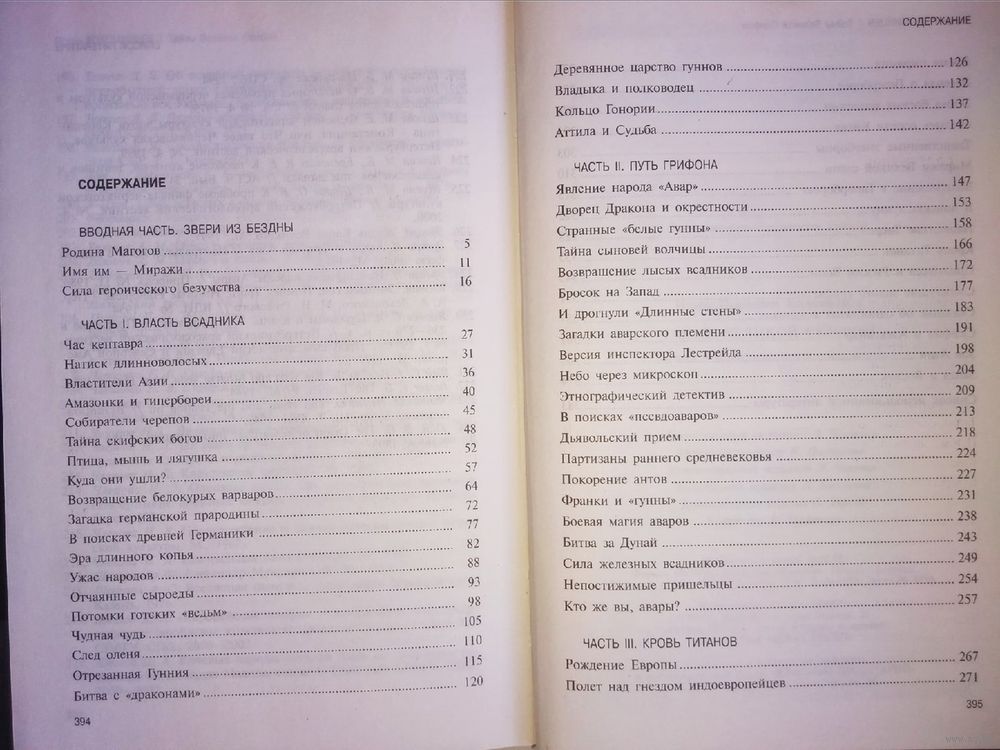 СОДЕРЖАНИЕ
ВВОДНАЯ ЧАСТЬ. ЗВЕРИ ИЗ БЕЗДНЫ
Родина Магогов 5
Имя им — Миражи 11
Сила героического безумства 16
ЧАСТЬ I. ВЛАСТЬ ВСАДНИКА
Час кентавра 27
Натиск длинноволосых 31
Властители Азии 36
Амазонки и гипербореи 40
Собиратели черепов 45
Тайна скифских богов 48
Птица, мышь и лягушка 52
Куда они ушли? 57
Возвращение белокурых варваров 64
Загадка германской прародины 72
В поисках древней Германики 77
Эра длинного копья 82
Ужас народов 88
Отчаянные сыроеды 93
Потомки готских «ведьм» 98
Чудная чудь 105
След оленя 110
Отрезанная Гунния 115
Битва с «драконами» 120
394
СОДЕРЖАНИЕ
Деревянное царство гуннов 126
Владыка и полководец 132
Кольцо Гонории 137
Аттила и Судьба 142
ЧАСТЬ II. ПУТЬ ГРИФОНА
Явление народа «Авар» 147
Дворец Дракона и окрестности 153
Странные «белые гунны» 158
Тайна сыновей волчицы 166
Возвращение лысых всадников 172
Бросок на Запад 177
И дрогнули «Длинные стены» 183
Загадки аварского племени 191
Версия инспектора Лестрейда 198
Небо через микроскоп 204
Этнографический детектив 209
В поисках «псевдоаваров» 213
Дьявольский прием 218
Партизаны раннего средневековья 224
Покорение антов 227
Франки и «гунны» 231
Боевая магия аваров 238
Битва за Дунай 243
Сила железных всадников 249
Непостижимые пришельцы 254
Кто же вы, авары? 257
ЧАСТЬ III. КРОВЬ ТИТАНОВ
Рождение Европы 267
Полет над гнездом индоевропейцев 271
395